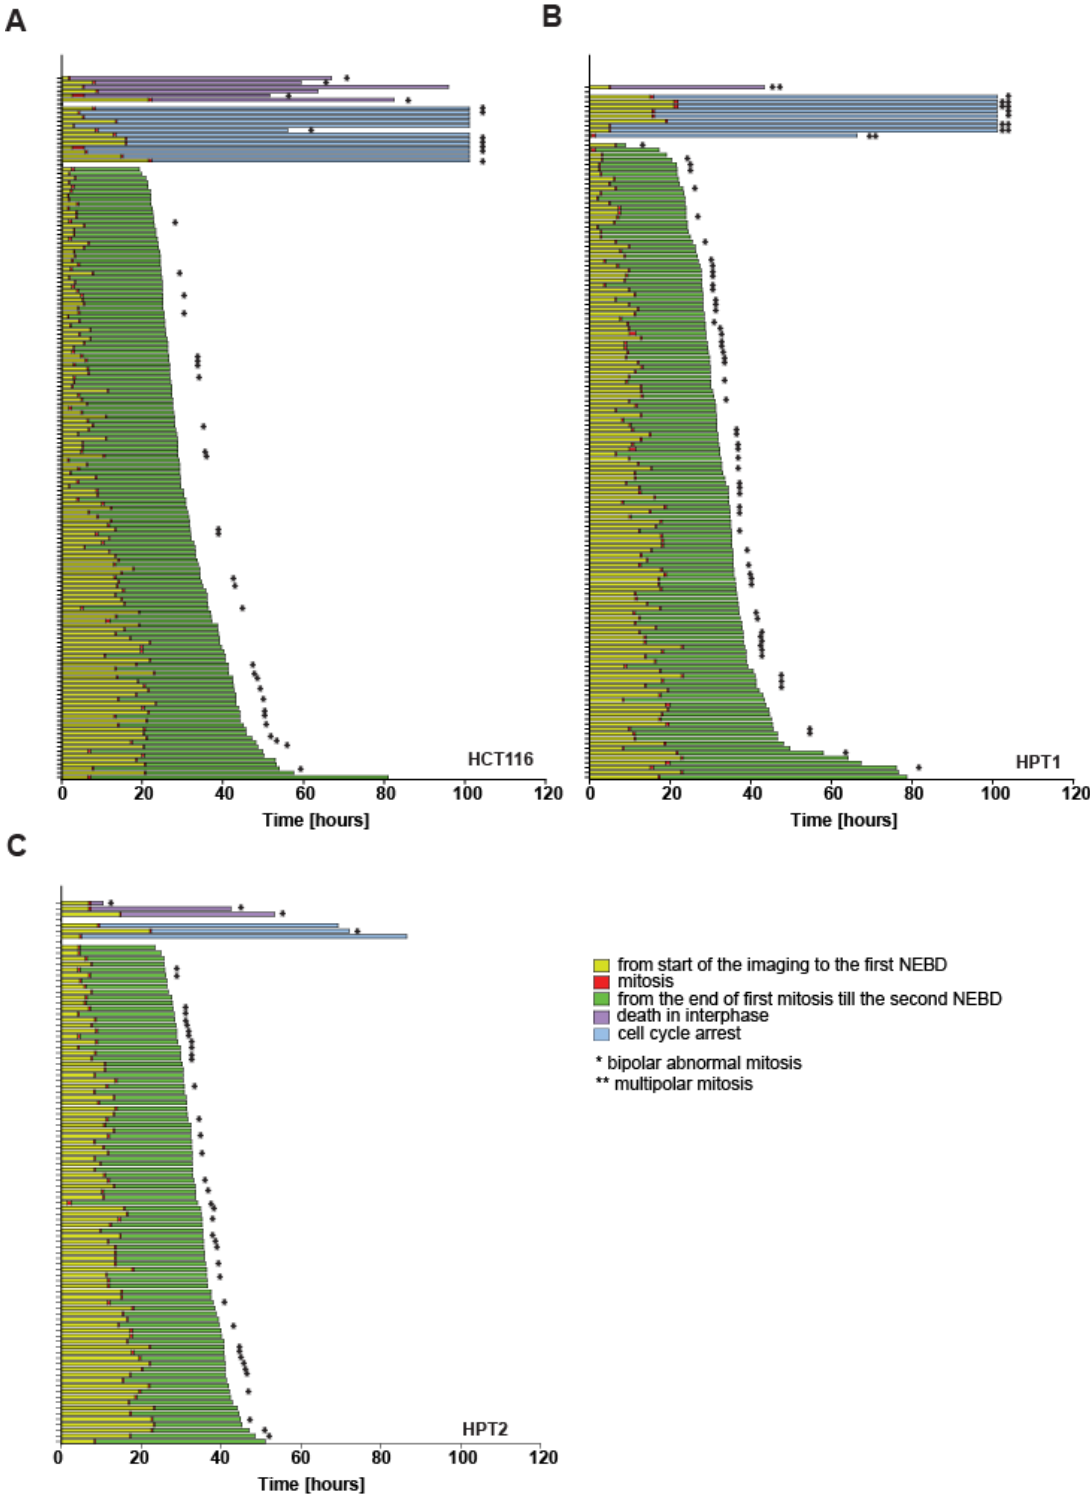 A
B
HCT116
0 20 40 60 80 100 120
Time [hours]
HPT1
0 20 40 60 80 100 120
Time [hours]
C
HPT2
0 20 40 60 80 100 120
Time [hours]
from start of the imaging to the first NEBD
mitosis
from the end of first mitosis till the second NEBD
death in interphase
cell cycle arrest
* bipolar abnormal mitosis
** multipolar mitosis